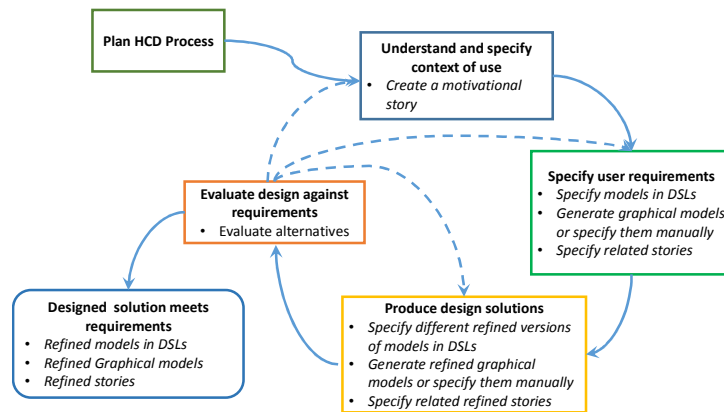 Plan HCD Process
Understand and specify
context of use
• Create a motivational
story
Specify user requirements
• Specify models in DSLs
• Generate graphical models
or specify them manually
• Specify related stories
Evaluate design against
requirements
• Evaluate alternatives
Produce design solutions
• Specify different refined versions
of models in DSLs
• Generate refined graphical
models or specify them manually
• Specify related refined stories
Designed solution meets
requirements
• Refined models in DSLs
• Refined Graphical models
• Refined stories